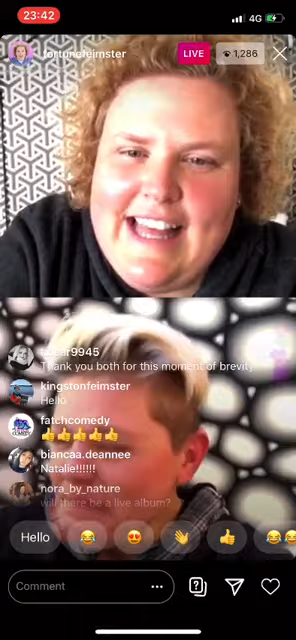 23:42
4G
fortunefeimster
LIVE
1,286
Thank you both for this moment of brevity
kingstonfeimster
Hello
fatchcomedy
👍👍👍👍👍
biancaa.deannee
Natalie!!!!!!
nora_by_nature
will there be a live album?
Hello
Comment